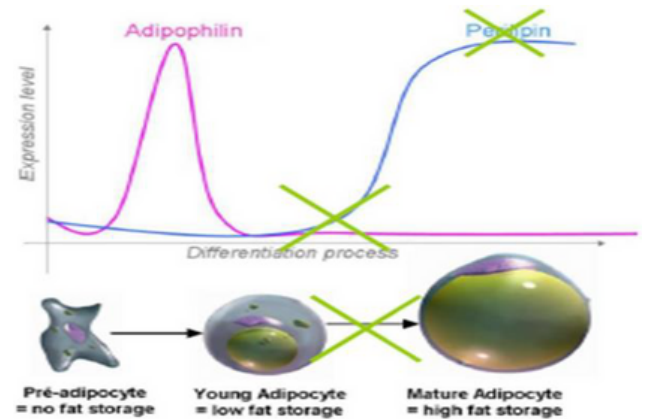 Adipophilin
Perilipin
Expression level
Differentiation process
Pré-adipocyte
= no fat storage
Young Adipocyte
= low fat storage
Mature Adipocyte
= high fat storage